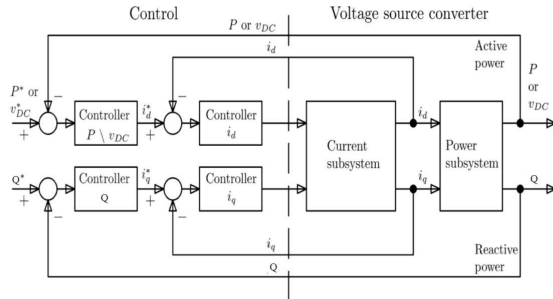 Control
Voltage source converter
P or v_DC
i_d
Active
power
P
or
v_DC
P* or
v*_DC
−
−
+
+
Controller
P \ v_DC
i*_d
Controller
i_d
i_d
Current
subsystem
Power
subsystem
Q*
+
−
Controller
Q
i*_q
+
−
Controller
i_q
i_q
Q
i_q
Q
Reactive
power